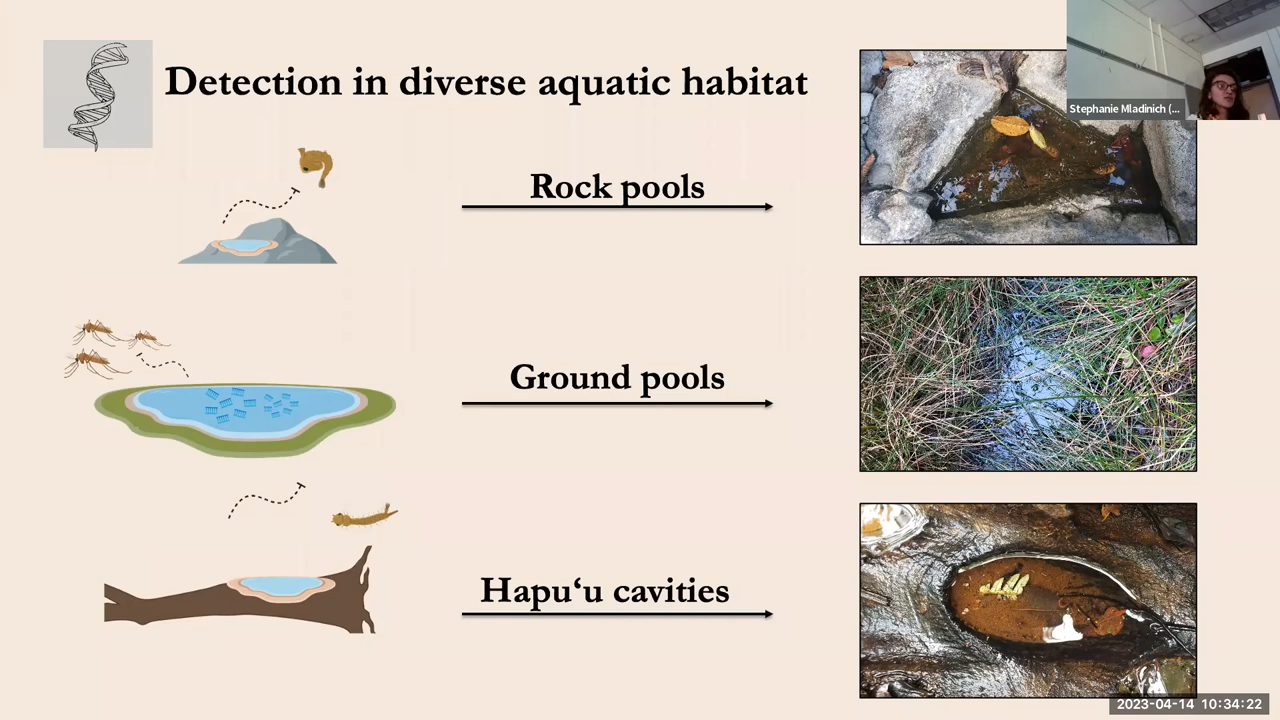 Detection in diverse aquatic habitat
Stephanie Mladinich (...
Rock pools
Ground pools
Hapu‘u cavities
2023-04-14 10:34:22